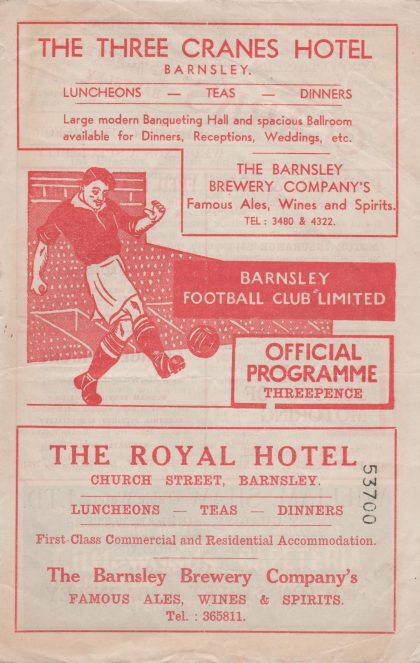 THE THREE CRANES HOTEL
BARNSLEY.
LUNCHEONS — TEAS — DINNERS
Large modern Banqueting Hall and spacious Ballroom
available for Dinners, Receptions, Weddings, etc.
THE BARNSLEY
BREWERY COMPANY'S
Famous Ales, Wines and Spirits.
TEL : 3480 & 4322.
BARNSLEY
FOOTBALL CLUB LIMITED
OFFICIAL
PROGRAMME
THREEPENCE
THE ROYAL HOTEL
CHURCH STREET, BARNSLEY.
LUNCHEONS — TEAS — DINNERS
First-Class Commercial and Residential Accommodation.
The Barnsley Brewery Company's
FAMOUS ALES, WINES & SPIRITS.
Tel. : 365811.
53700